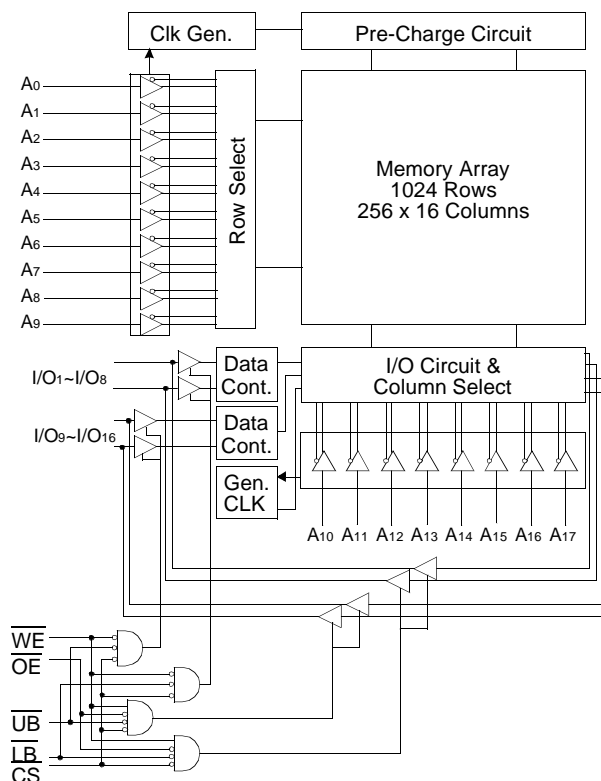 Clk Gen.
Pre-Charge Circuit
A0
A1
A2
A3
A4
A5
A6
A7
A8
A9
Row Select
Memory Array
1024 Rows
256 x 16 Columns
I/O1~I/O8
Data
Cont.
I/O Circuit &
Column Select
I/O9~I/O16
Data
Cont.
Gen.
CLK
A10 A11 A12 A13 A14 A15 A16 A17
WE
OE
UB
LB
CS